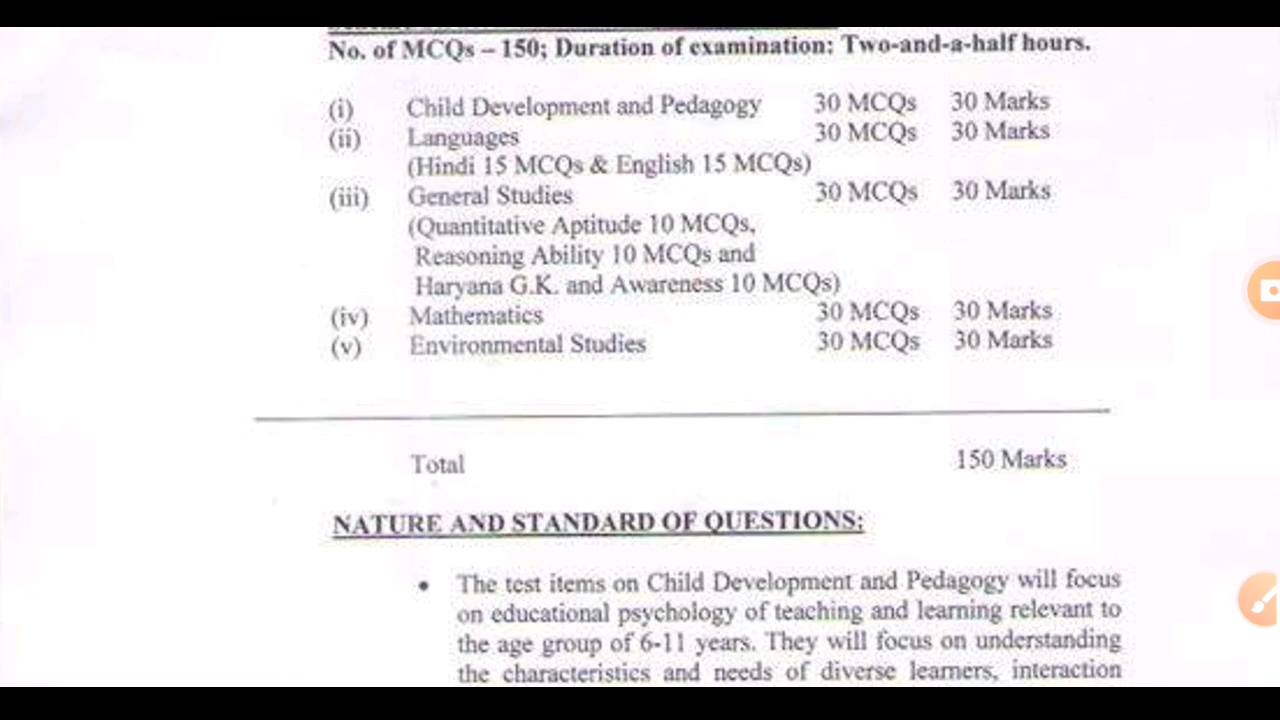 No. of MCQs – 150; Duration of examination: Two-and-a-half hours.
(i) Child Development and Pedagogy 30 MCQs 30 Marks
(ii) Languages 30 MCQs 30 Marks
(Hindi 15 MCQs & English 15 MCQs)
(iii) General Studies 30 MCQs 30 Marks
(Quantitative Aptitude 10 MCQs,
Reasoning Ability 10 MCQs and
Haryana G.K. and Awareness 10 MCQs)
(iv) Mathematics 30 MCQs 30 Marks
(v) Environmental Studies 30 MCQs 30 Marks
Total 150 Marks
NATURE AND STANDARD OF QUESTIONS:
• The test items on Child Development and Pedagogy will focus
on educational psychology of teaching and learning relevant to
the age group of 6-11 years. They will focus on understanding
the characteristics and needs of diverse learners, interaction